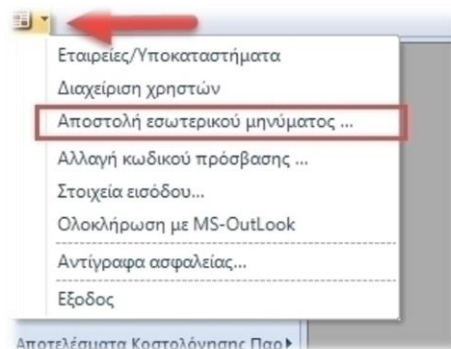 Εταιρείες/Υποκαταστήματα
Διαχείριση χρηστών
Αποστολή εσωτερικού μηνύματος ...
Αλλαγή κωδικού πρόσβασης ...
Στοιχεία εισόδου...
Ολοκλήρωση με MS-OutLook
Αντίγραφα ασφαλείας...
Εξοδος
Αποτελέσματα Κοστολόγησης Παρ